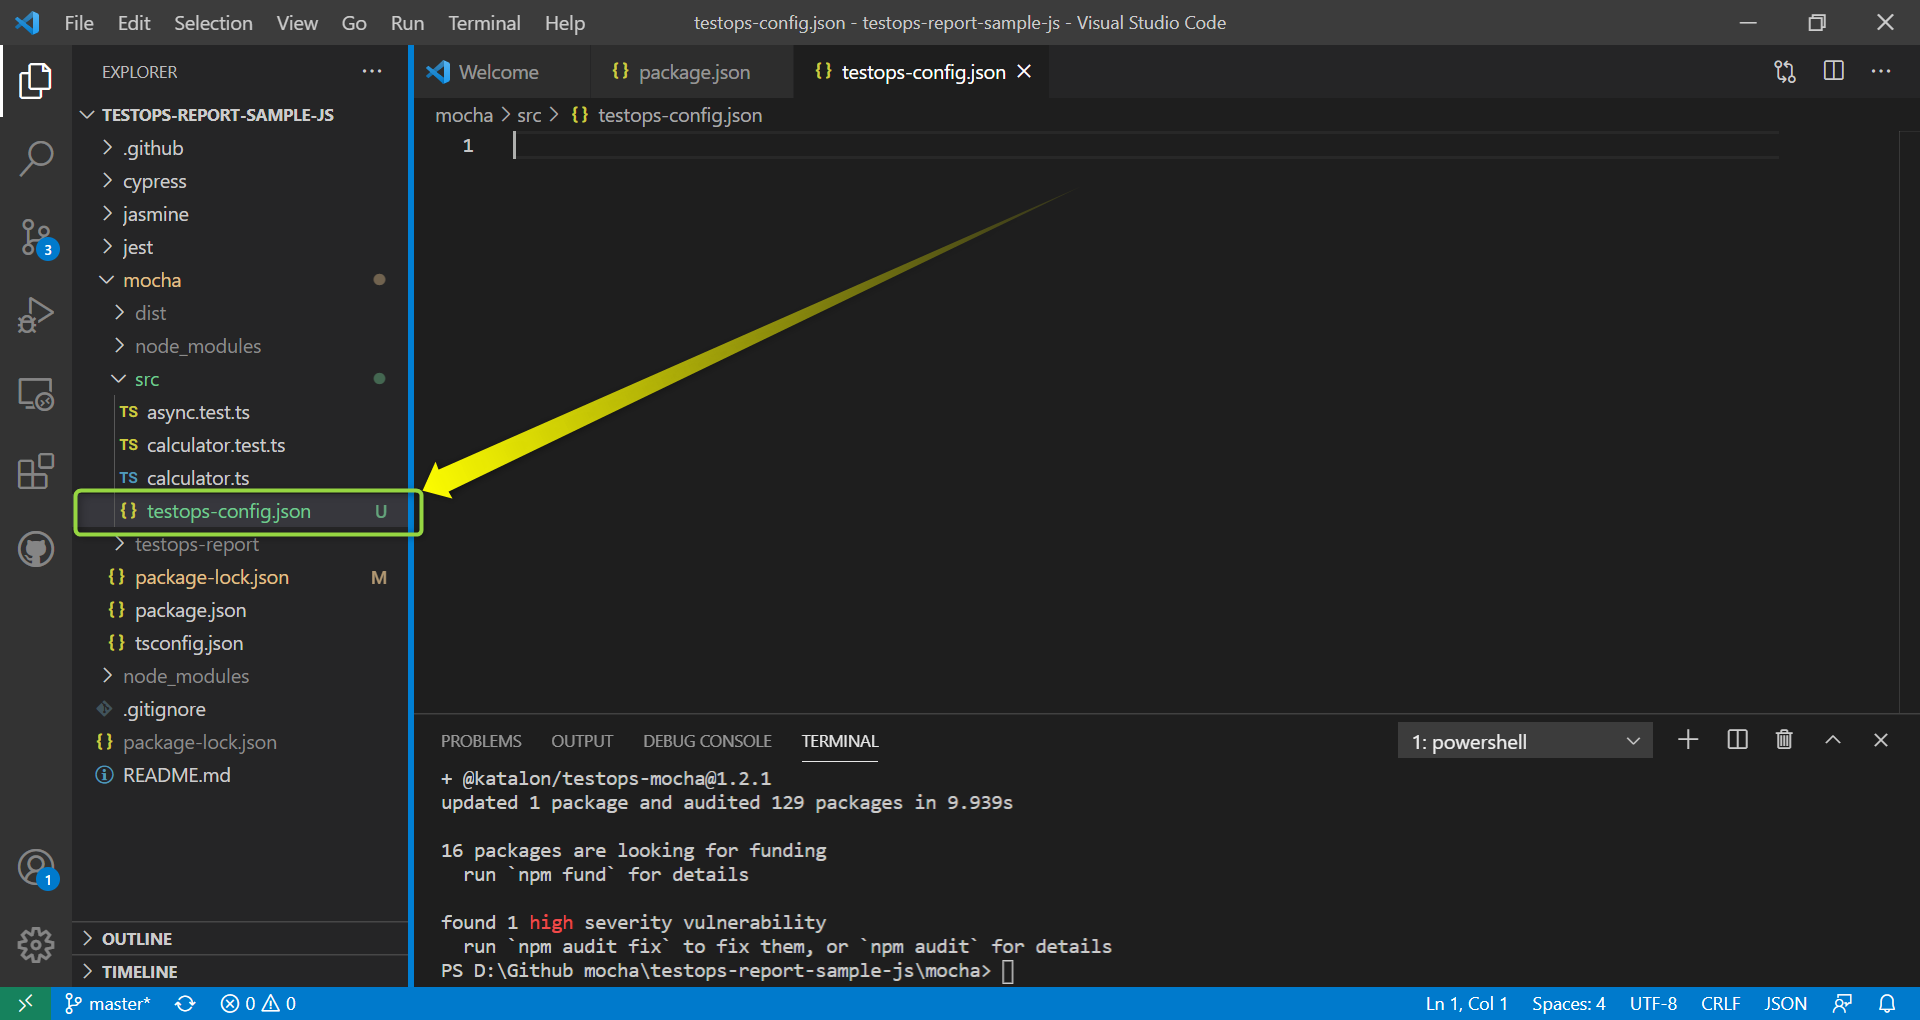 File Edit Selection View Go Run Terminal Help
testops-config.json - testops-report-sample-js - Visual Studio Code
EXPLORER
TESTOPS-REPORT-SAMPLE-JS
.github
cypress
jasmine
jest
mocha
dist
node_modules
src
TS async.test.ts
TS calculator.test.ts
TS calculator.ts
{} testops-config.json U
testops-report
{} package-lock.json M
{} package.json
{} tsconfig.json
node_modules
.gitignore
{} package-lock.json
README.md
OUTLINE
TIMELINE
3
1
Welcome
{} package.json
{} testops-config.json
mocha > src > {} testops-config.json
1
PROBLEMS OUTPUT DEBUG CONSOLE TERMINAL
1: powershell
+ @katalon/testops-mocha@1.2.1
updated 1 package and audited 129 packages in 9.939s
16 packages are looking for funding
run `npm fund` for details
found 1 high severity vulnerability
run `npm audit fix` to fix them, or `npm audit` for details
PS D:\Github mocha\testops-report-sample-js\mocha>
master* 0 0
Ln 1, Col 1 Spaces: 4 UTF-8 CRLF JSON